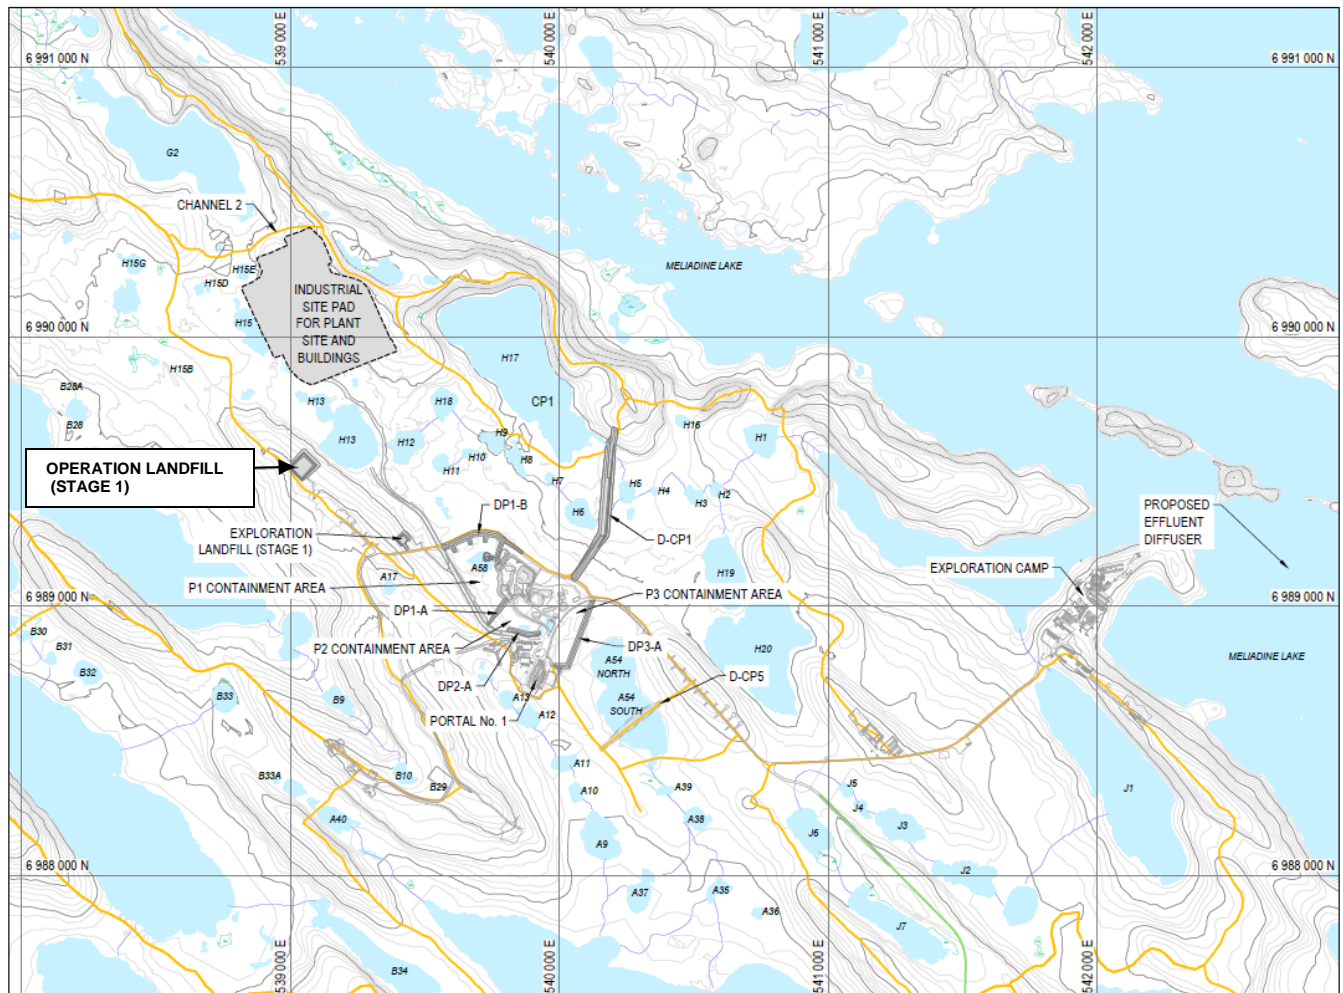 539 000 E
540 000 E
541 000 E
542 000 E
6 991 000 N
6 991 000 N
G2
CHANNEL 2
H15G
H15E
H15D
MELIADINE LAKE
INDUSTRIAL
SITE PAD
FOR PLANT
SITE AND
BUILDINGS
H15
6 990 000 N
6 990 000 N
H17
H15B
B28A
H13
H18
CP1
B28
H13
H12
H9
H16
H1
H10
H8
H11
OPERATION LANDFILL
(STAGE 1)
H7
H5
H4
H3
H2
H6
DP1-B
PROPOSED
EFFLUENT
DIFFUSER
EXPLORATION
LANDFILL (STAGE 1)
D-CP1
A58
EXPLORATION CAMP
H19
A17
P1 CONTAINMENT AREA
P3 CONTAINMENT AREA
6 989 000 N
6 989 000 N
DP1-A
B30
B31
B32
P2 CONTAINMENT AREA
DP3-A
H20
MELIADINE LAKE
A54
NORTH
DP2-A
D-CP5
B33
B9
A13
A54
SOUTH
PORTAL No. 1
A12
A11
B33A
B10
B29
A10
A39
J5
J1
J4
A40
A38
J3
J6
A9
6 988 000 N
6 988 000 N
J2
A37
A35
A36
J7
B34
539 000 E
540 000 E
541 000 E
542 000 E